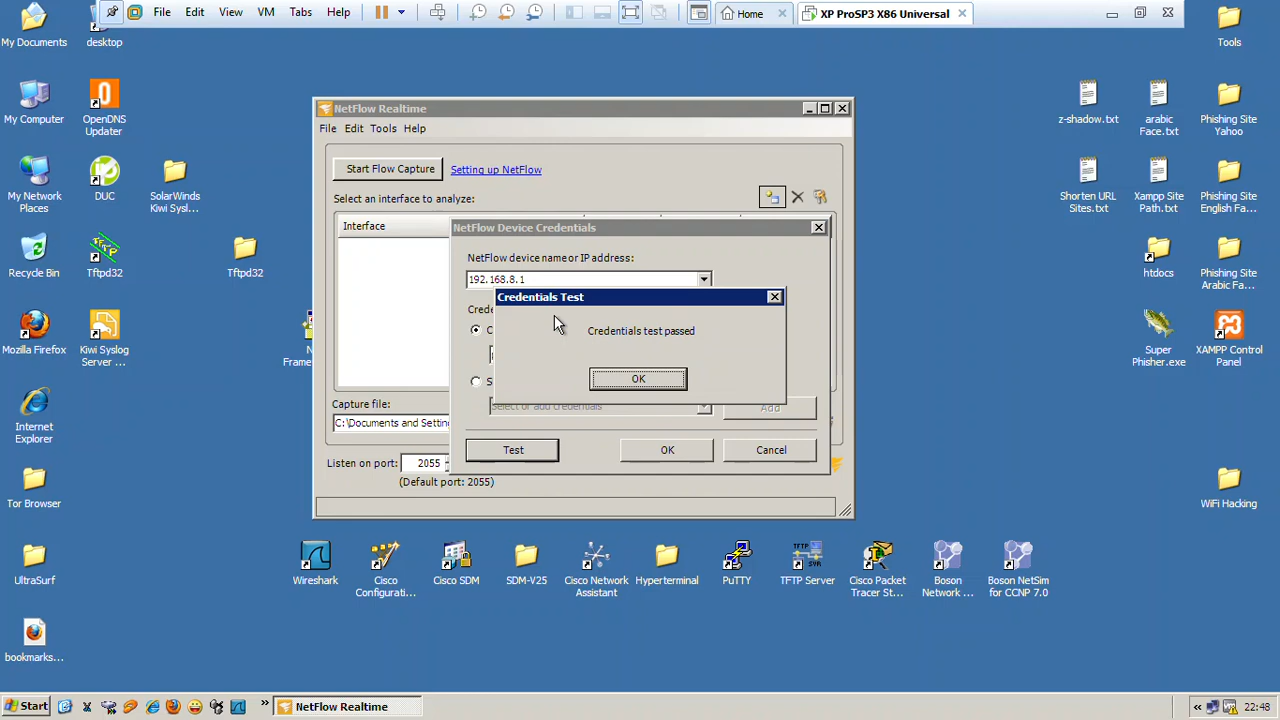 File Edit View VM Tabs Help
Home
XP ProSP3 X86 Universal
My Documents
desktop
My Computer
OpenDNS
Updater
My Network
Places
DUC
SolarWinds
Kiwi Sysl...
Recycle Bin
Tftpd32
Tftpd32
Mozilla Firefox
Kiwi Syslog
Server ...
Internet
Explorer
Tor Browser
UltraSurf
bookmarks...
NetFlow Realtime
File Edit Tools Help
Start Flow Capture
Setting up NetFlow
Select an interface to analyze:
Interface
Capture file:
C:\Documents and Settin
Listen on port:
2055
(Default port: 2055)
NetFlow Device Credentials
NetFlow device name or IP address:
192.168.8.1
Crede
C
S
Select or add credentials
Add
Test
OK
Cancel
Credentials Test
Credentials test passed
OK
N
Frame
Wireshark
Cisco
Configurati...
Cisco SDM
SDM-V25
Cisco Network
Assistant
Hyperterminal
PuTTY
TFTP Server
Cisco Packet
Tracer St...
Boson
Network ...
Boson NetSim
for CCNP 7.0
Tools
z-shadow.txt
arabic
Face.txt
Phishing Site
Yahoo
Shorten URL
Sites.txt
Xampp Site
Path.txt
Phishing Site
English Fa...
htdocs
Phishing Site
Arabic Fa...
Super
Phisher.exe
XAMPP Control
Panel
WiFi Hacking
Start
NetFlow Realtime
22:48